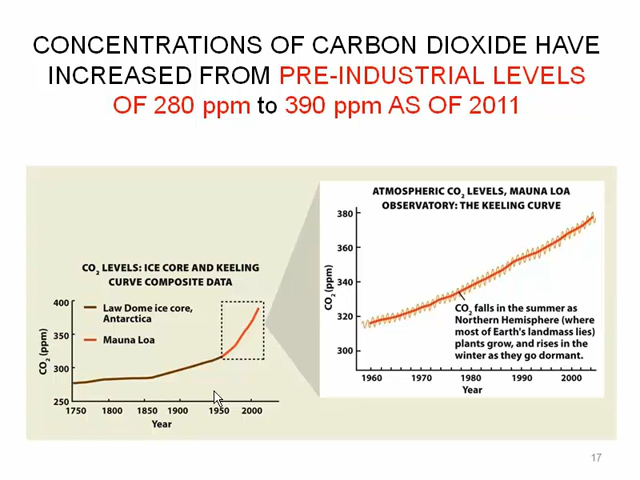 CONCENTRATIONS OF CARBON DIOXIDE HAVE
INCREASED FROM PRE-INDUSTRIAL LEVELS
OF 280 ppm to 390 ppm AS OF 2011
CO₂ LEVELS: ICE CORE AND KEELING
CURVE COMPOSITE DATA
400
350
300
250
CO₂ (ppm)
Law Dome ice core,
Antarctica
Mauna Loa
1750 1800 1850 1900 1950 2000
Year
ATMOSPHERIC CO₂ LEVELS, MAUNA LOA
OBSERVATORY: THE KEELING CURVE
380
360
340
320
300
CO₂ (ppm)
CO₂ falls in the summer as
Northern Hemisphere (where
most of Earth's landmass lies)
plants grow, and rises in the
winter as they go dormant.
1960 1970 1980 1990 2000
Year
17